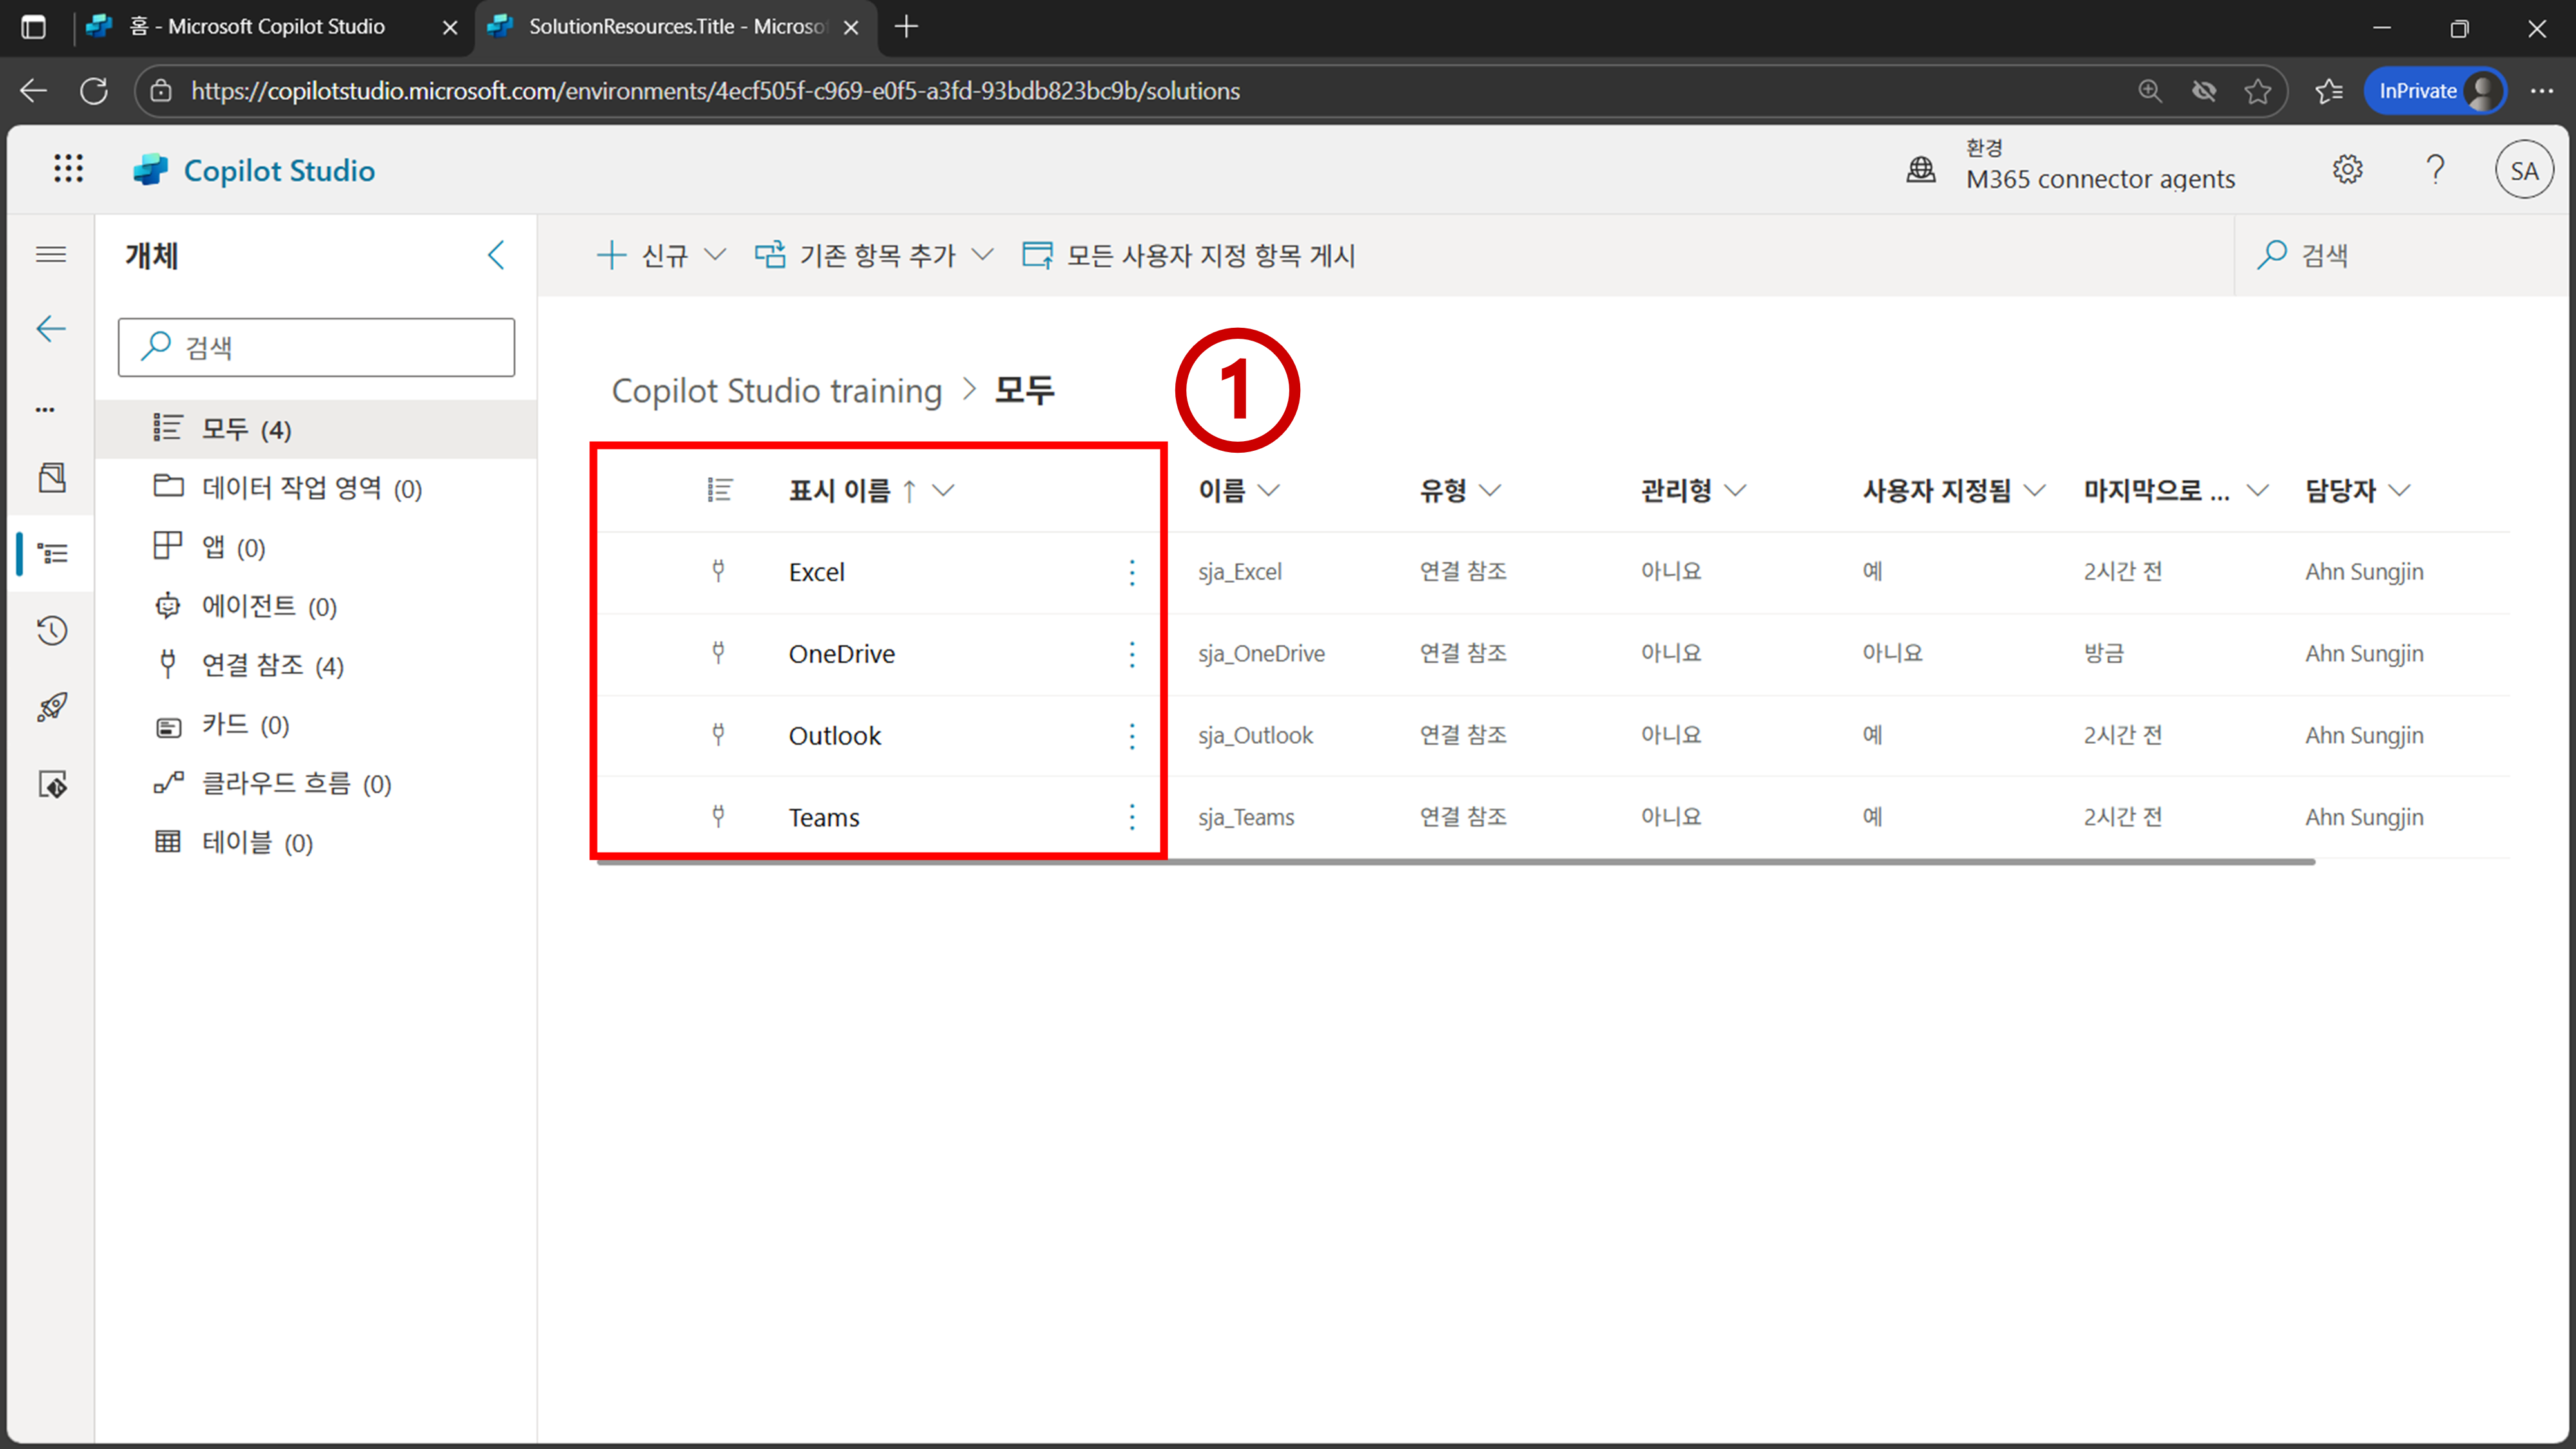 홈 - Microsoft Copilot Studio
SolutionResources.Title - Microso
https://copilotstudio.microsoft.com/environments/4ecf505f-c969-e0f5-a3fd-93bdb823bc9b/solutions
InPrivate
Copilot Studio
환경
M365 connector agents
SA
개체
신규
기존 항목 추가
모든 사용자 지정 항목 게시
검색
검색
모두 (4)
데이터 작업 영역 (0)
앱 (0)
에이전트 (0)
연결 참조 (4)
카드 (0)
클라우드 흐름 (0)
테이블 (0)
Copilot Studio training > 모두
1
표시 이름 ↑ 이름 유형 관리형 사용자 지정됨 마지막으로 ... 담당자
Excel sja_Excel 연결 참조 아니요 예 2시간 전 Ahn Sungjin
OneDrive sja_OneDrive 연결 참조 아니요 아니요 방금 Ahn Sungjin
Outlook sja_Outlook 연결 참조 아니요 예 2시간 전 Ahn Sungjin
Teams sja_Teams 연결 참조 아니요 예 2시간 전 Ahn Sungjin